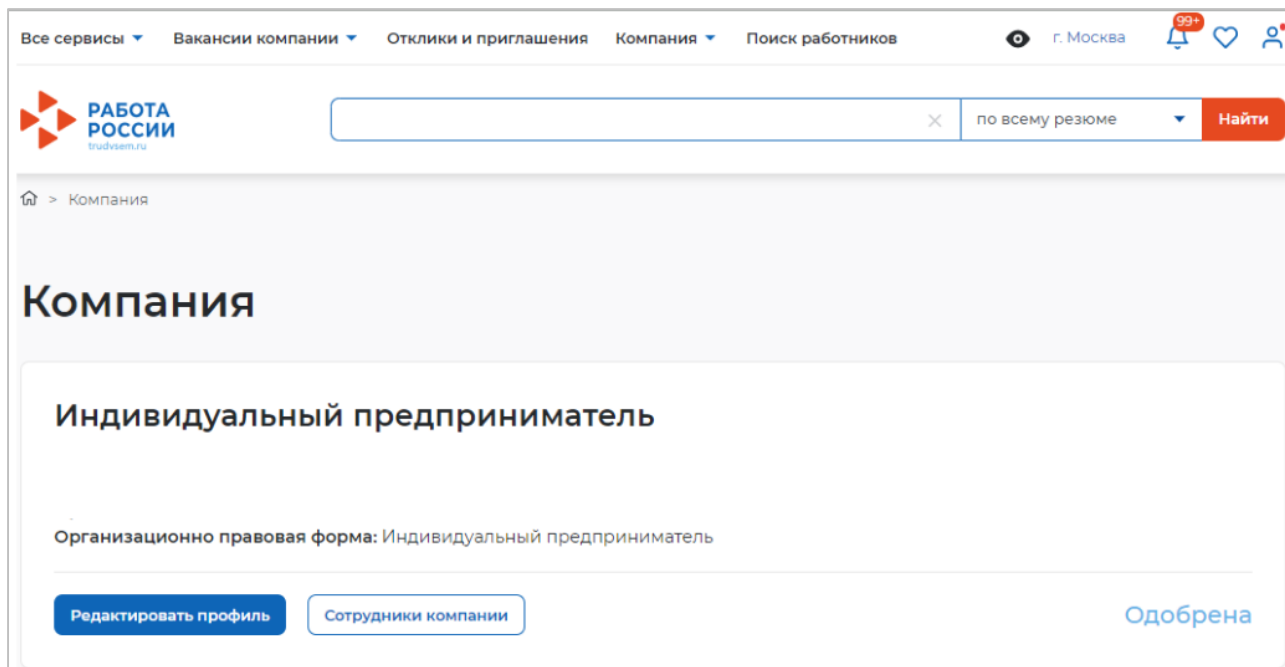 Все сервисы Вакансии компании Отклики и приглашения Компания Поиск работников г. Москва 99+
РАБОТА
РОССИИ
trudvsem.ru
по всему резюме Найти
> Компания
Компания
Индивидуальный предприниматель
Организационно правовая форма: Индивидуальный предприниматель
Редактировать профиль Сотрудники компании Одобрена